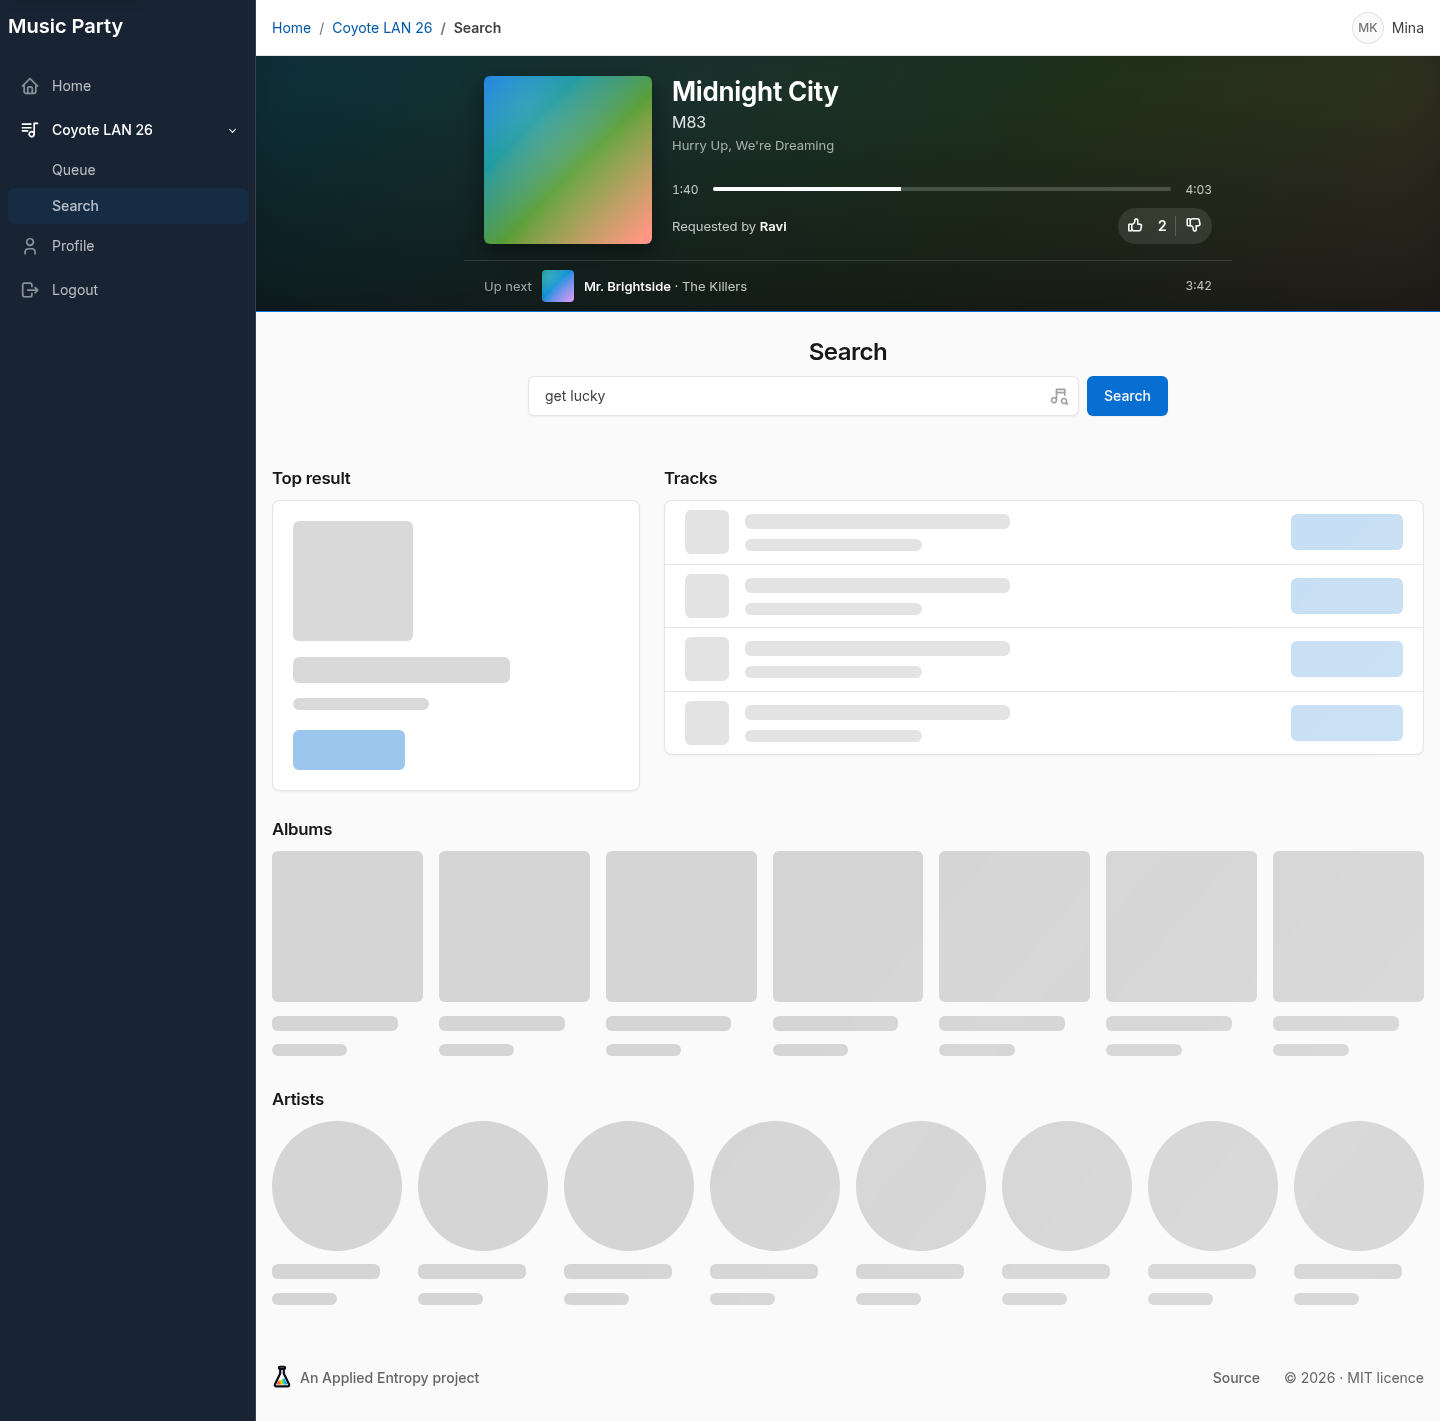 Music Party
Home
Coyote LAN 26
Queue
Search
Profile
Logout
Home / Coyote LAN 26 / Search
MK Mina
Midnight City
M83
Hurry Up, We're Dreaming
1:40 4:03
Requested by Ravi 2
Up next Mr. Brightside · The Killers 3:42
Search
get lucky Search
Top result Tracks
Albums
Artists
An Applied Entropy project Source © 2026 · MIT licence